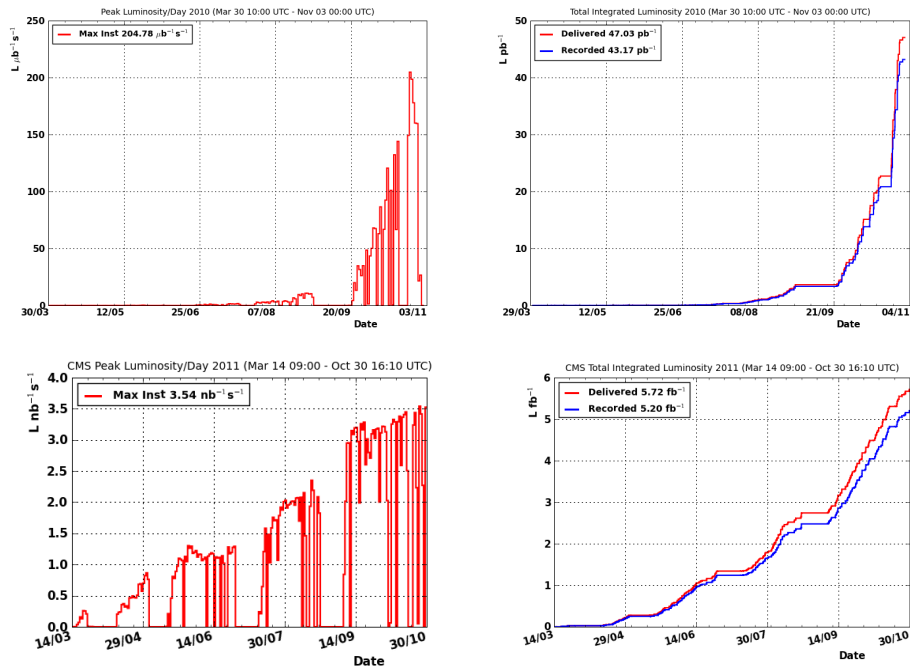 Peak Luminosity/Day 2010 (Mar 30 10:00 UTC - Nov 03 00:00 UTC)
L μb⁻¹s⁻¹
Max Inst 204.78 μb⁻¹s⁻¹
250
200
150
100
50
0
30/03 12/05 25/06 07/08 20/09 03/11
Date
Total Integrated Luminosity 2010 (Mar 30 10:00 UTC - Nov 03 00:00 UTC)
L pb⁻¹
Delivered 47.03 pb⁻¹
Recorded 43.17 pb⁻¹
50
40
30
20
10
0
29/03 12/05 25/06 08/08 21/09 04/11
Date
CMS Peak Luminosity/Day 2011 (Mar 14 09:00 - Oct 30 16:10 UTC)
L nb⁻¹s⁻¹
Max Inst 3.54 nb⁻¹s⁻¹
4.0
3.5
3.0
2.5
2.0
1.5
1.0
0.5
0.0
14/03 29/04 14/06 30/07 14/09 30/10
Date
CMS Total Integrated Luminosity 2011 (Mar 14 09:00 - Oct 30 16:10 UTC)
L fb⁻¹
Delivered 5.72 fb⁻¹
Recorded 5.20 fb⁻¹
6
5
4
3
2
1
0
14/03 29/04 14/06 30/07 14/09 30/10
Date